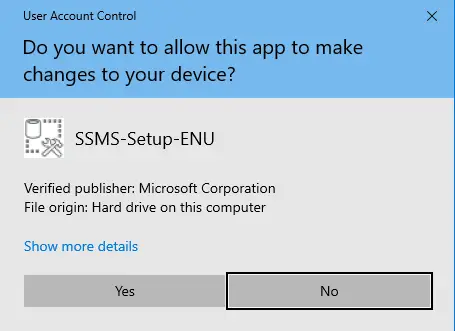 User Account Control
Do you want to allow this app to make
changes to your device?
SSMS-Setup-ENU
Verified publisher: Microsoft Corporation
File origin: Hard drive on this computer
Show more details
Yes
No